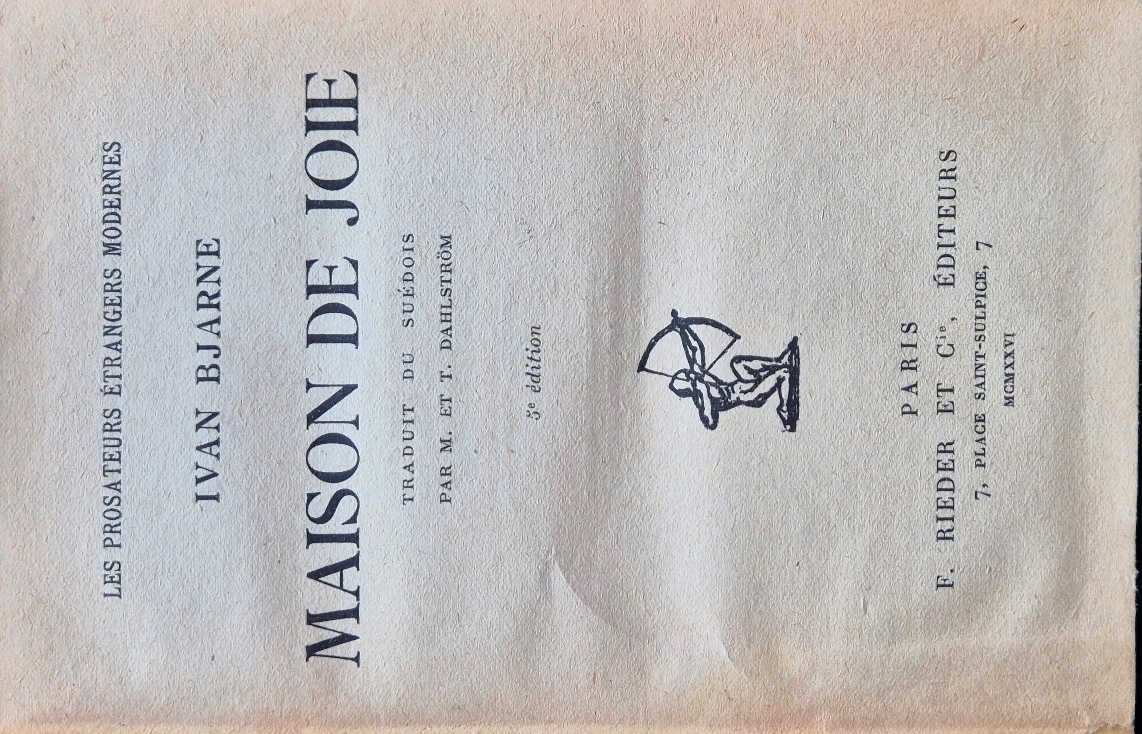 LES PROSATEURS ÉTRANGERS MODERNES
IVAN BJARNE
MAISON DE JOIE
TRADUIT DU SUÉDOIS
PAR M. ET T. DAHLSTRÖM
5e édition
PARIS
F. RIEDER ET Cie, ÉDITEURS
7, PLACE SAINT-SULPICE, 7
MCMXXVI